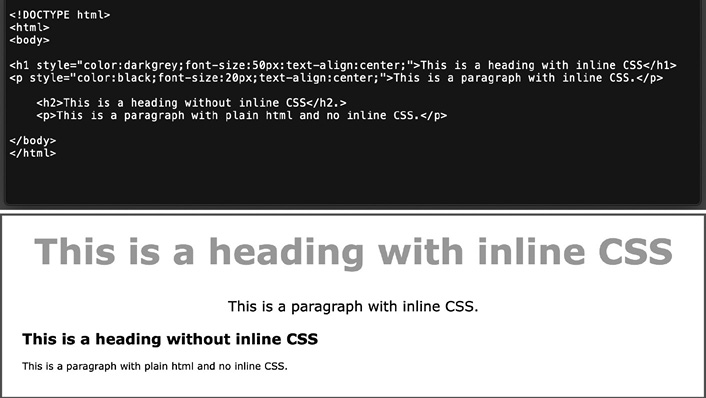 <!DOCTYPE html>
<html>
<body>
<h1 style="color:darkgrey;font-size:50px:text-align:center;">This is a heading with inline CSS</h1>
<p style="color:black;font-size:20px;text-align:center;">This is a paragraph with inline CSS.</p>
<h2>This is a heading without inline CSS</h2.>
<p>This is a paragraph with plain html and no inline CSS.</p>
</body>
</html>
This is a heading with inline CSS
This is a paragraph with inline CSS.
This is a heading without inline CSS
This is a paragraph with plain html and no inline CSS.